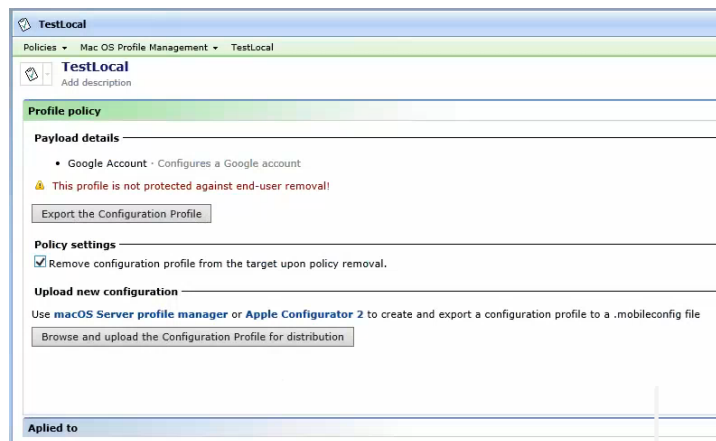 TestLocal
Policies Mac OS Profile Management TestLocal
TestLocal
Add description
Profile policy
Payload details
• Google Account · Configures a Google account
This profile is not protected against end-user removal!
Export the Configuration Profile
Policy settings
Remove configuration profile from the target upon policy removal.
Upload new configuration
Use macOS Server profile manager or Apple Configurator 2 to create and export a configuration profile to a .mobileconfig file
Browse and upload the Configuration Profile for distribution
Aplied to